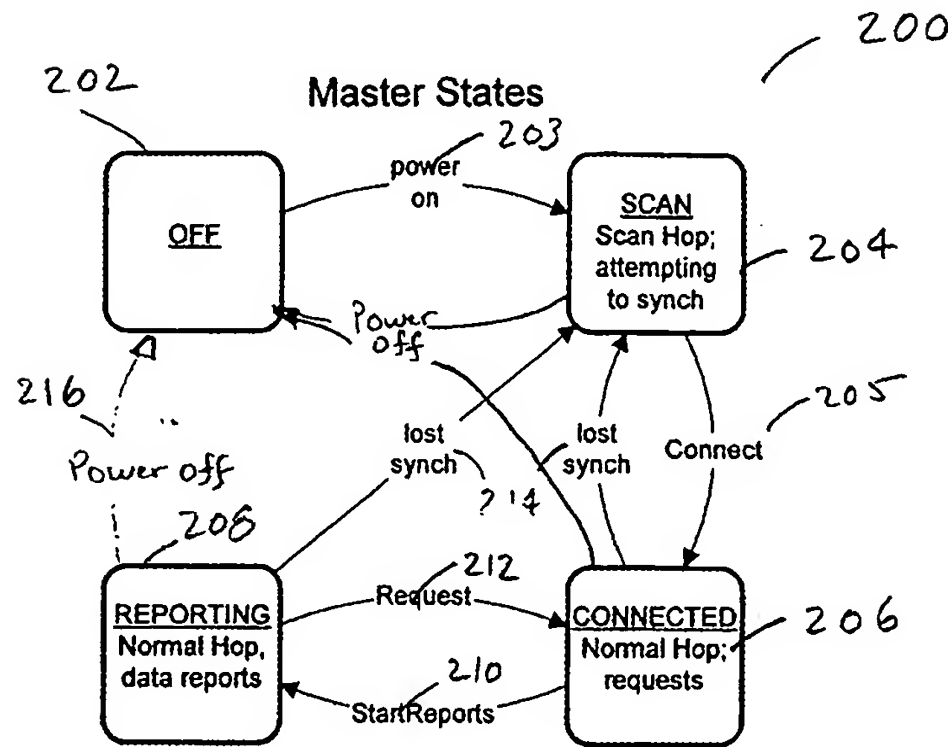 200
202
Master States
203
power
on
OFF
SCAN
Scan Hop;
attempting
to synch
204
Power
off
216
Power off
lost
synch
214
lost
synch
Connect
205
208
REPORTING
Normal Hop,
data reports
212
Request
210
StartReports
CONNECTED
Normal Hop;
requests
206